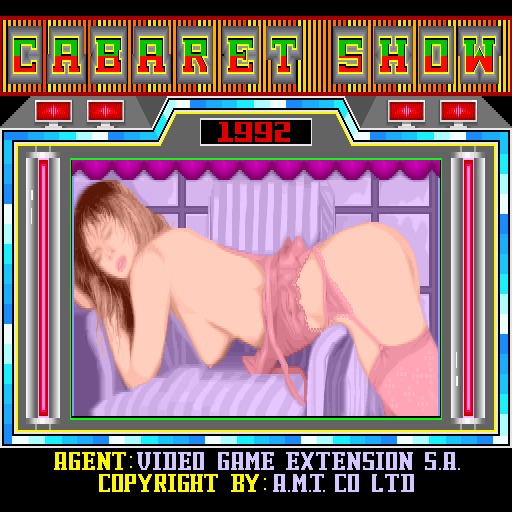 CABARET SHOW
1992
AGENT:VIDEO GAME EXTENSION S.A.
COPYRIGHT BY:A.M.T. CO LTD